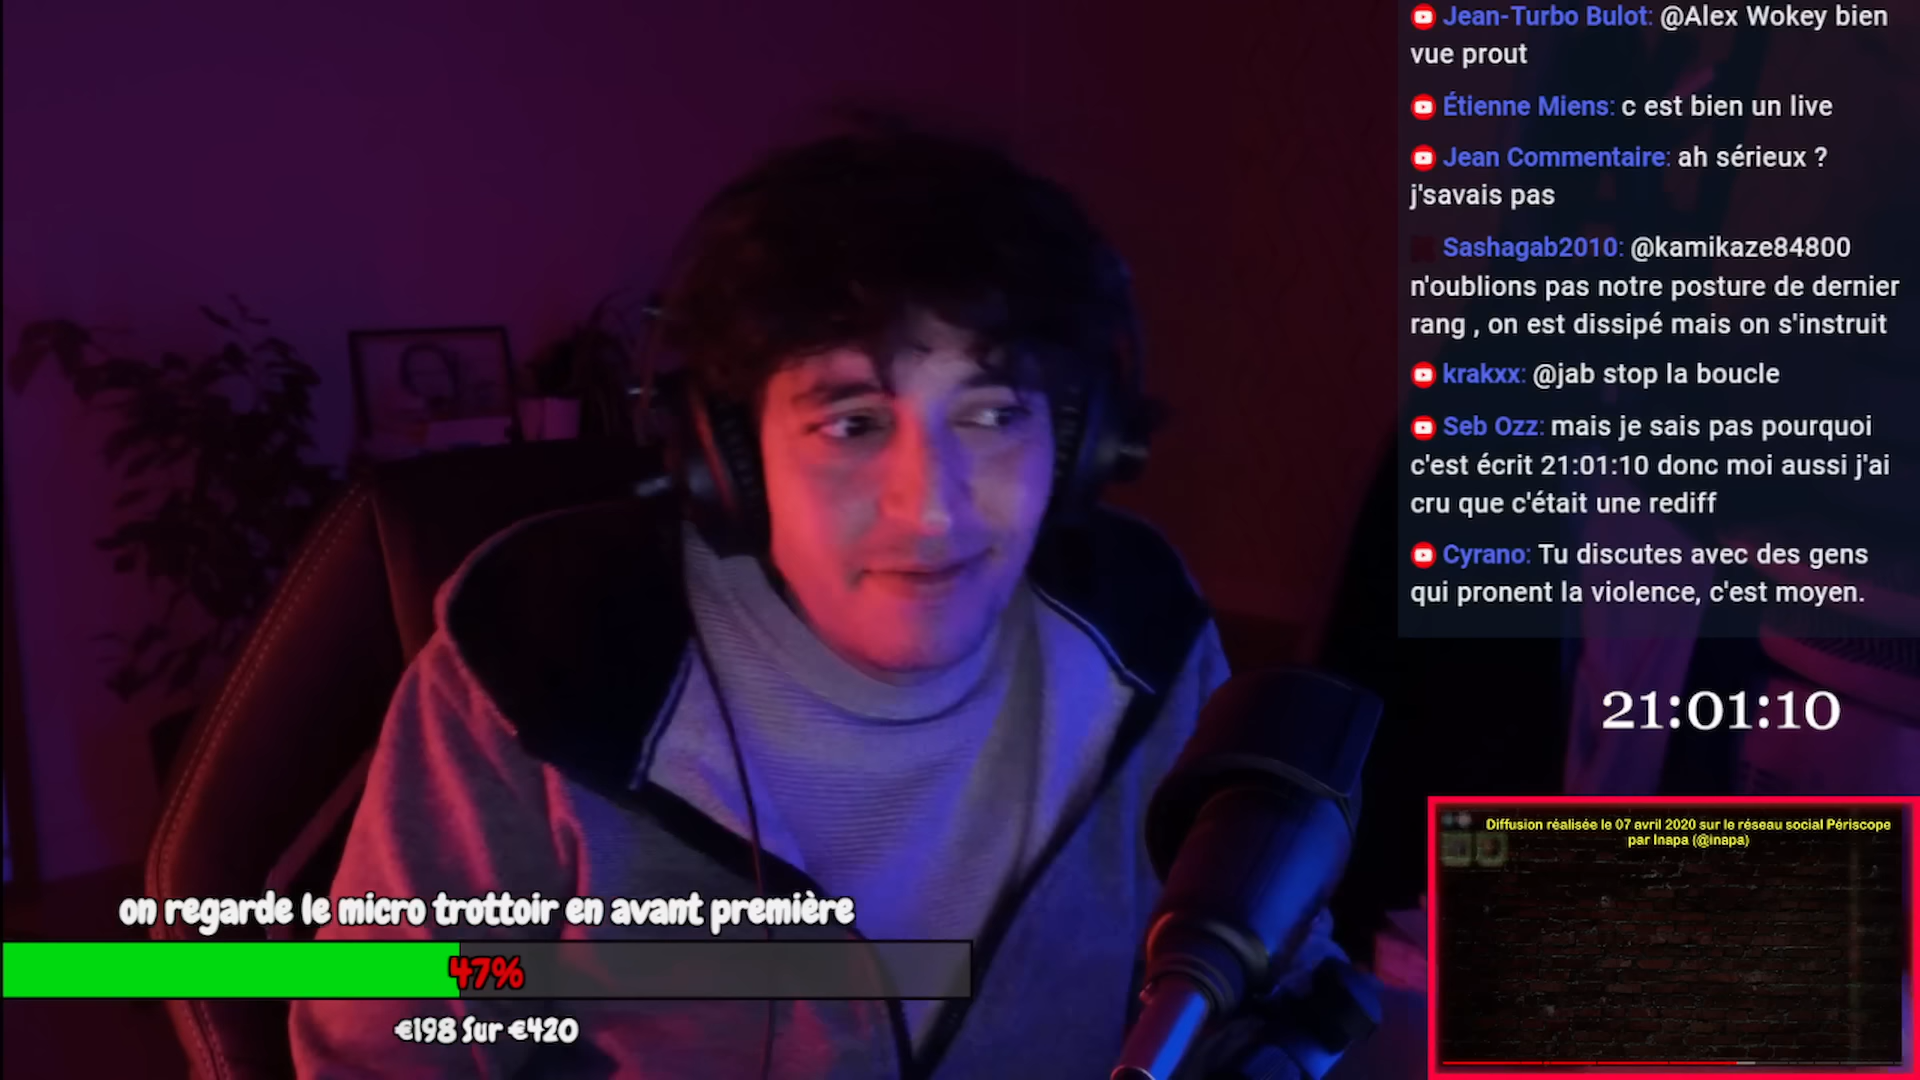 Jean-Turbo Bulot: @Alex Wokey bien
vue prout
Étienne Miens: c est bien un live
Jean Commentaire: ah sérieux ?
j'savais pas
Sashagab2010: @kamikaze84800
n'oublions pas notre posture de dernier
rang , on est dissipé mais on s'instruit
krakxx: @jab stop la boucle
Seb Ozz: mais je sais pas pourquoi
c'est écrit 21:01:10 donc moi aussi j'ai
cru que c'était une rediff
Cyrano: Tu discutes avec des gens
qui pronent la violence, c'est moyen.
21:01:10
Diffusion réalisée le 07 avril 2020 sur le réseau social Périscope
par Inapa (@inapa)
on regarde le micro trottoir en avant première
47%
€198 Sur €420